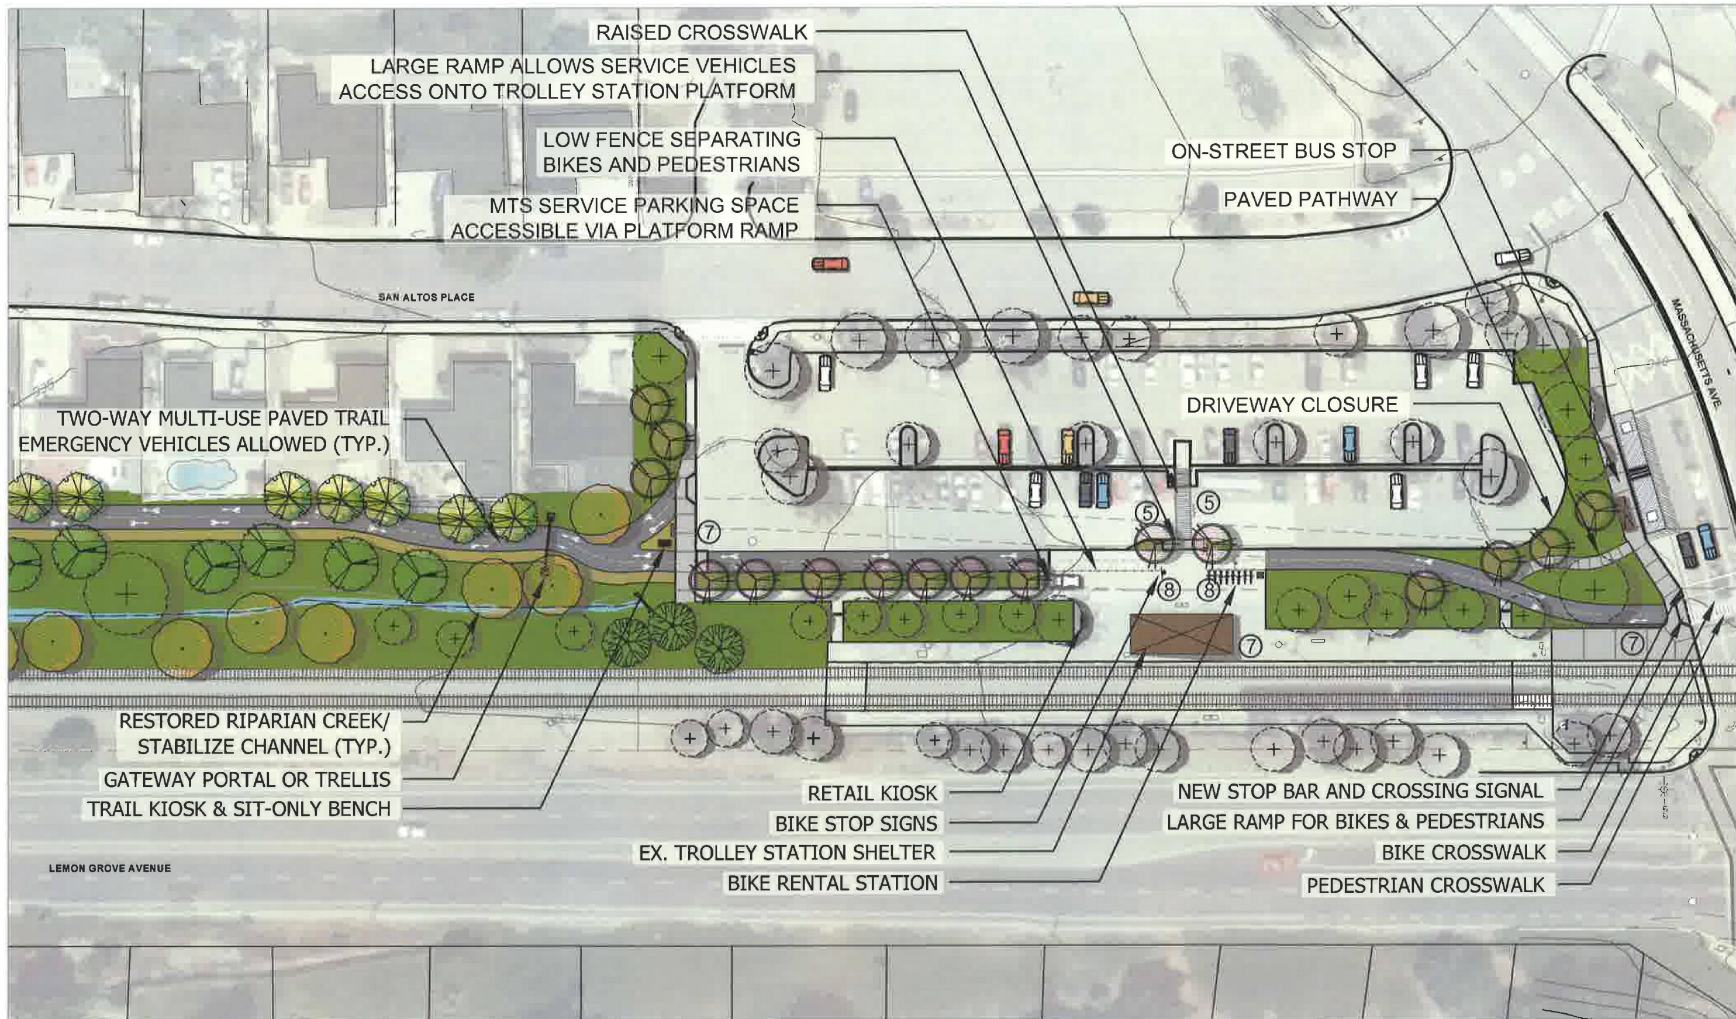 RAISED CROSSWALK
LARGE RAMP ALLOWS SERVICE VEHICLES
ACCESS ONTO TROLLEY STATION PLATFORM
LOW FENCE SEPARATING
BIKES AND PEDESTRIANS
MTS SERVICE PARKING SPACE
ACCESSIBLE VIA PLATFORM RAMP
ON-STREET BUS STOP
PAVED PATHWAY
SAN ALTOS PLACE
MASSACHUSETTS AVE
DRIVEWAY CLOSURE
TWO-WAY MULTI-USE PAVED TRAIL
EMERGENCY VEHICLES ALLOWED (TYP.)
5
5
7
8
8
7
7
RESTORED RIPARIAN CREEK/
STABILIZE CHANNEL (TYP.)
GATEWAY PORTAL OR TRELLIS
TRAIL KIOSK & SIT-ONLY BENCH
RETAIL KIOSK
BIKE STOP SIGNS
EX. TROLLEY STATION SHELTER
BIKE RENTAL STATION
NEW STOP BAR AND CROSSING SIGNAL
LARGE RAMP FOR BIKES & PEDESTRIANS
BIKE CROSSWALK
PEDESTRIAN CROSSWALK
LEMON GROVE AVENUE